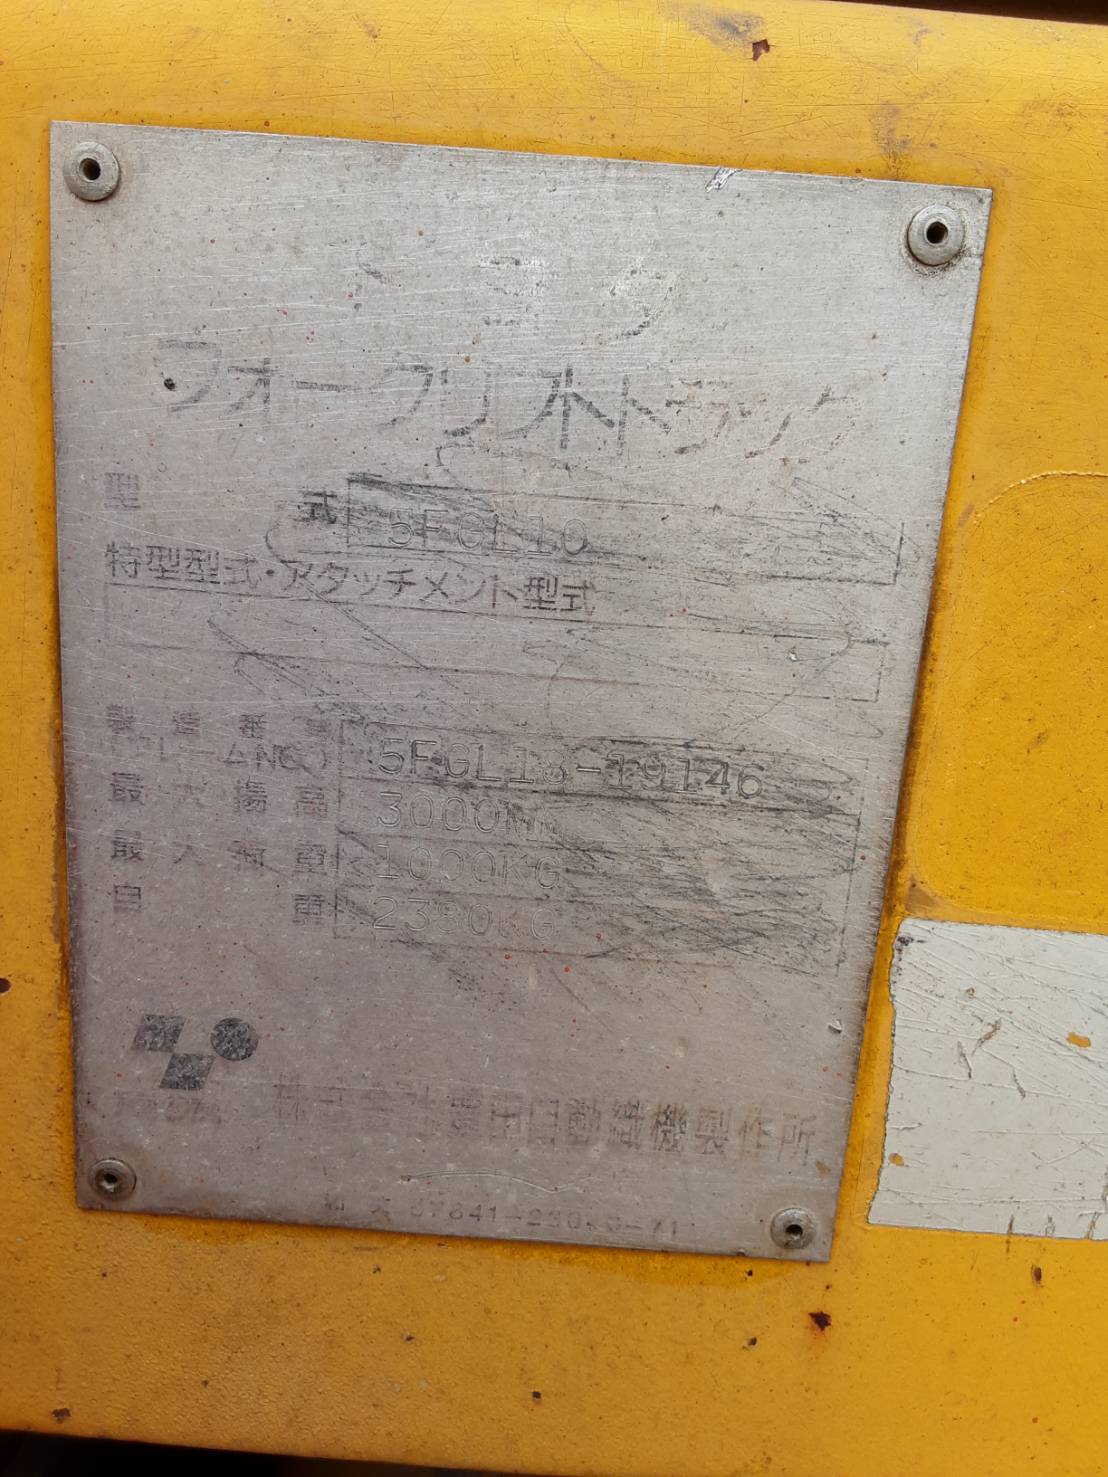 トヨタ
フォークリフトトラック
型式 5FGL10
特型型式・アタッチメント型式
製造番号 5FGL18-19146
(フレームNO.)
最大揚高 3000MM
最大荷重 1000KG
自重 KG
株式会社豊田自動織機製作所